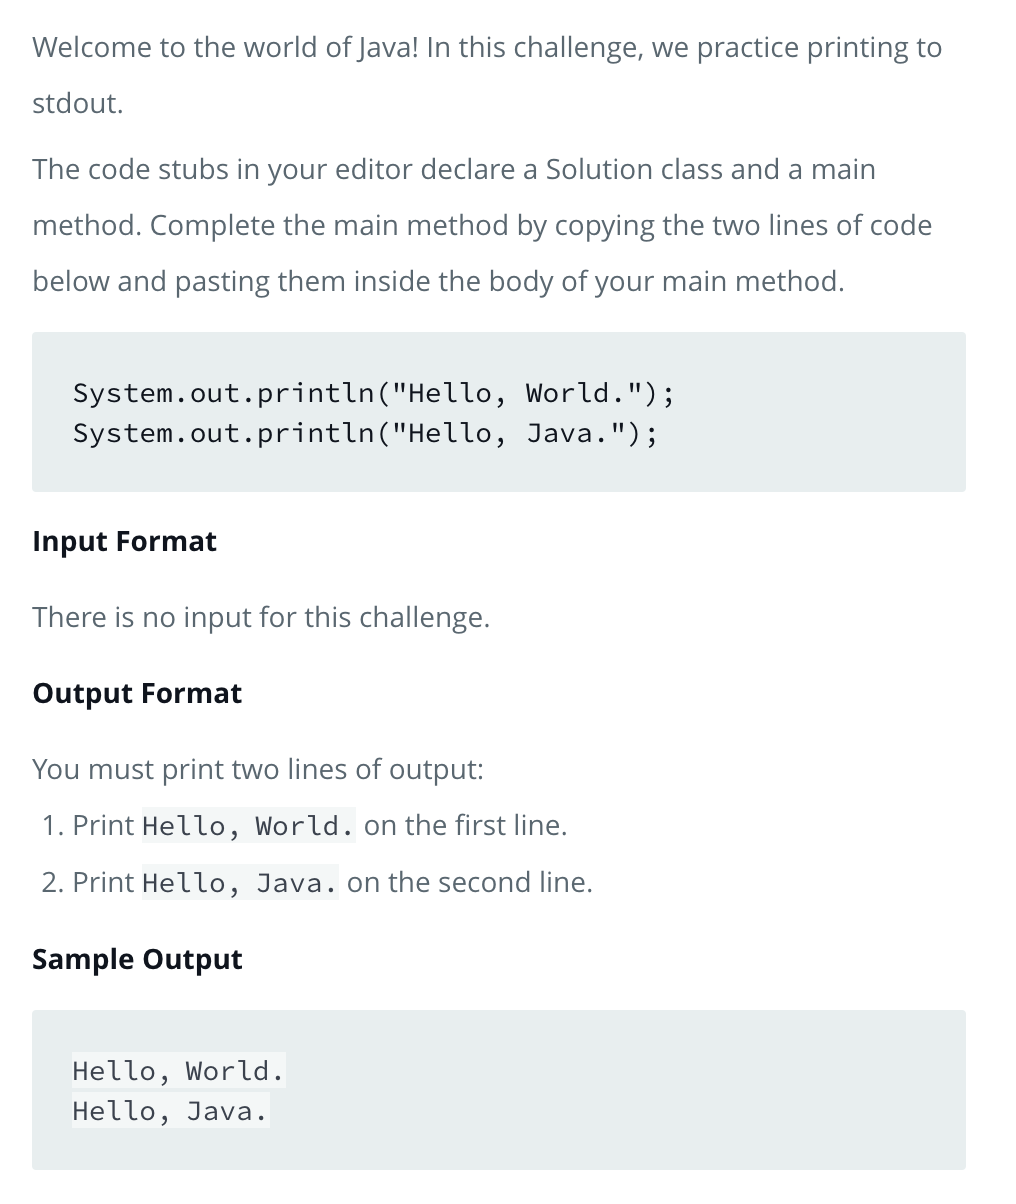 Welcome to the world of Java! In this challenge, we practice printing to
stdout.
The code stubs in your editor declare a Solution class and a main
method. Complete the main method by copying the two lines of code
below and pasting them inside the body of your main method.
System.out.println("Hello, World.");
System.out.println("Hello, Java.");
Input Format
There is no input for this challenge.
Output Format
You must print two lines of output:
1. Print Hello, World. on the first line.
2. Print Hello, Java. on the second line.
Sample Output
Hello, World.
Hello, Java.